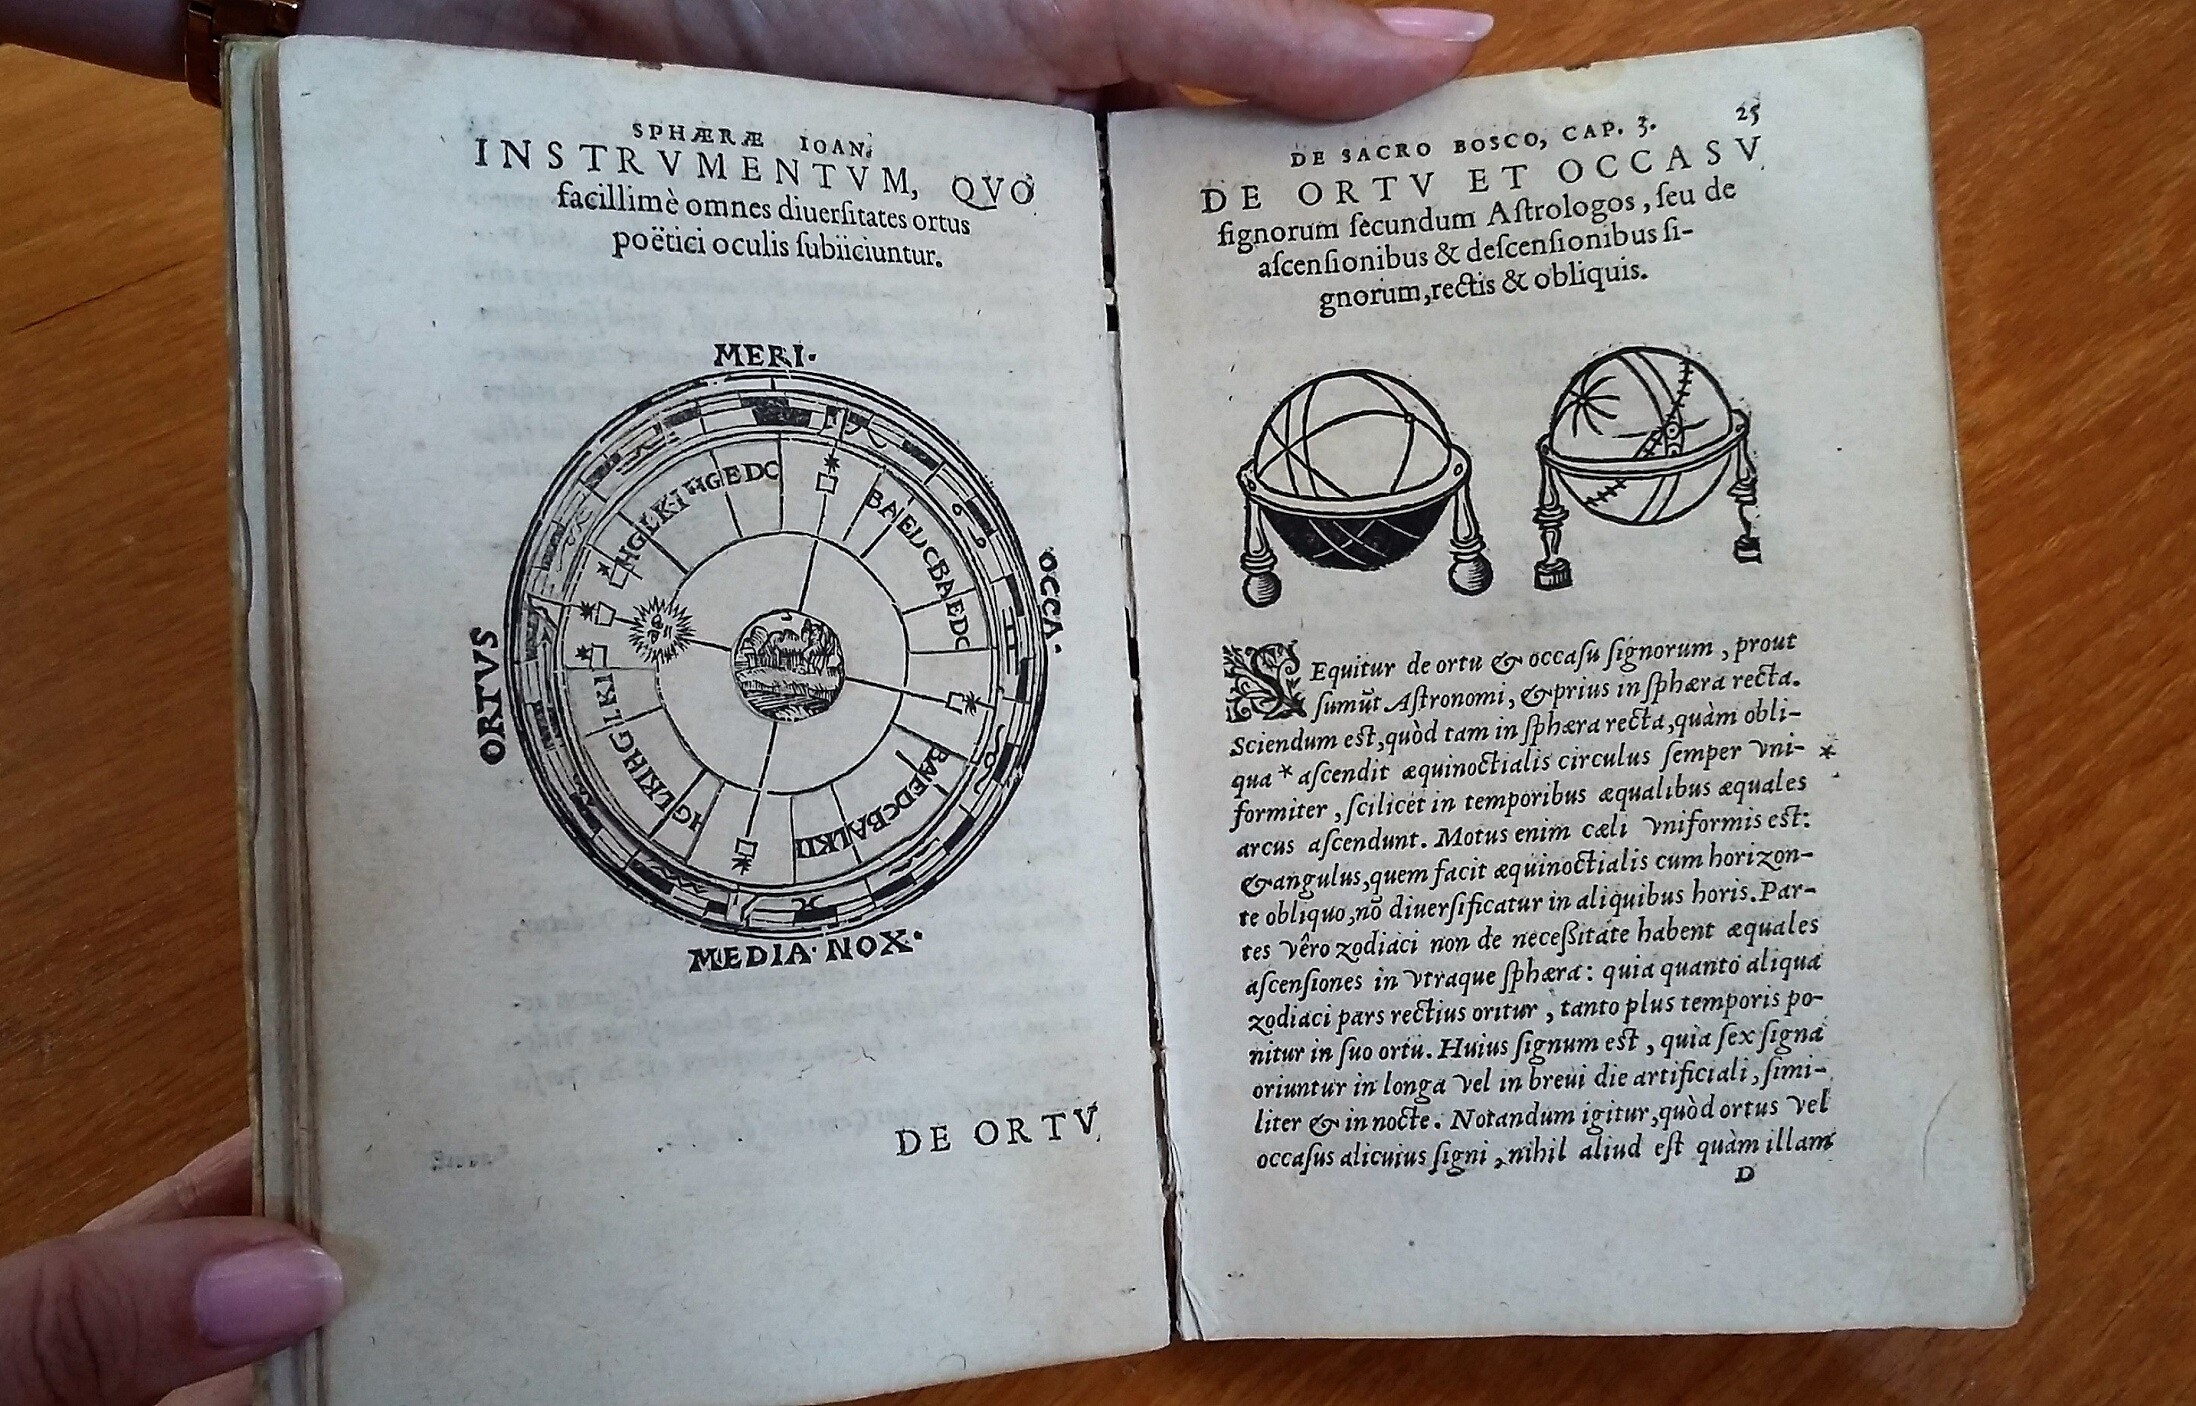 SPHÆRÆ IOAN.
INSTRVMENTVM, QVO
facillimè omnes diuerſitates ortus
poëtici oculis ſubiiciuntur.
MERI·
OCCA·
ORTVS
MEDIA·NOX·
DE ORTV
DE SACRO BOSCO, CAP. 3. 25
DE ORTV ET OCCASV
ſignorum ſecundum Aſtrologos, ſeu de
aſcenſionibus & deſcenſionibus ſi-
gnorum, rectis & obliquis.
SEquitur de ortu & occaſu ſignorum, prout
ſumũt Aſtronomi, & prius in ſphæra recta.
Sciendum eſt, quòd tam in ſphæra recta, quàm obli-
qua * aſcendit æquinoctialis circulus ſemper vni- *
formiter, ſcilicet in temporibus æqualibus æquales
arcus aſcendunt. Motus enim cæli vniformis eſt:
& angulus, quem facit æquinoctialis cum horizon-
te obliquo, nõ diuerſificatur in aliquibus horis. Par-
tes vêro zodiaci non de neceßitate habent æquales
aſcenſiones in vtraque ſphæra: quia quanto aliqua
zodiaci pars rectius oritur, tanto plus temporis po-
nitur in ſuo ortu. Huius ſignum eſt, quia ſex ſigna
oriuntur in longa vel in breui die artificiali, ſimi-
liter & in nocte. Notandum igitur, quòd ortus vel
occaſus alicuius ſigni, nihil aliud eſt quàm illam
D